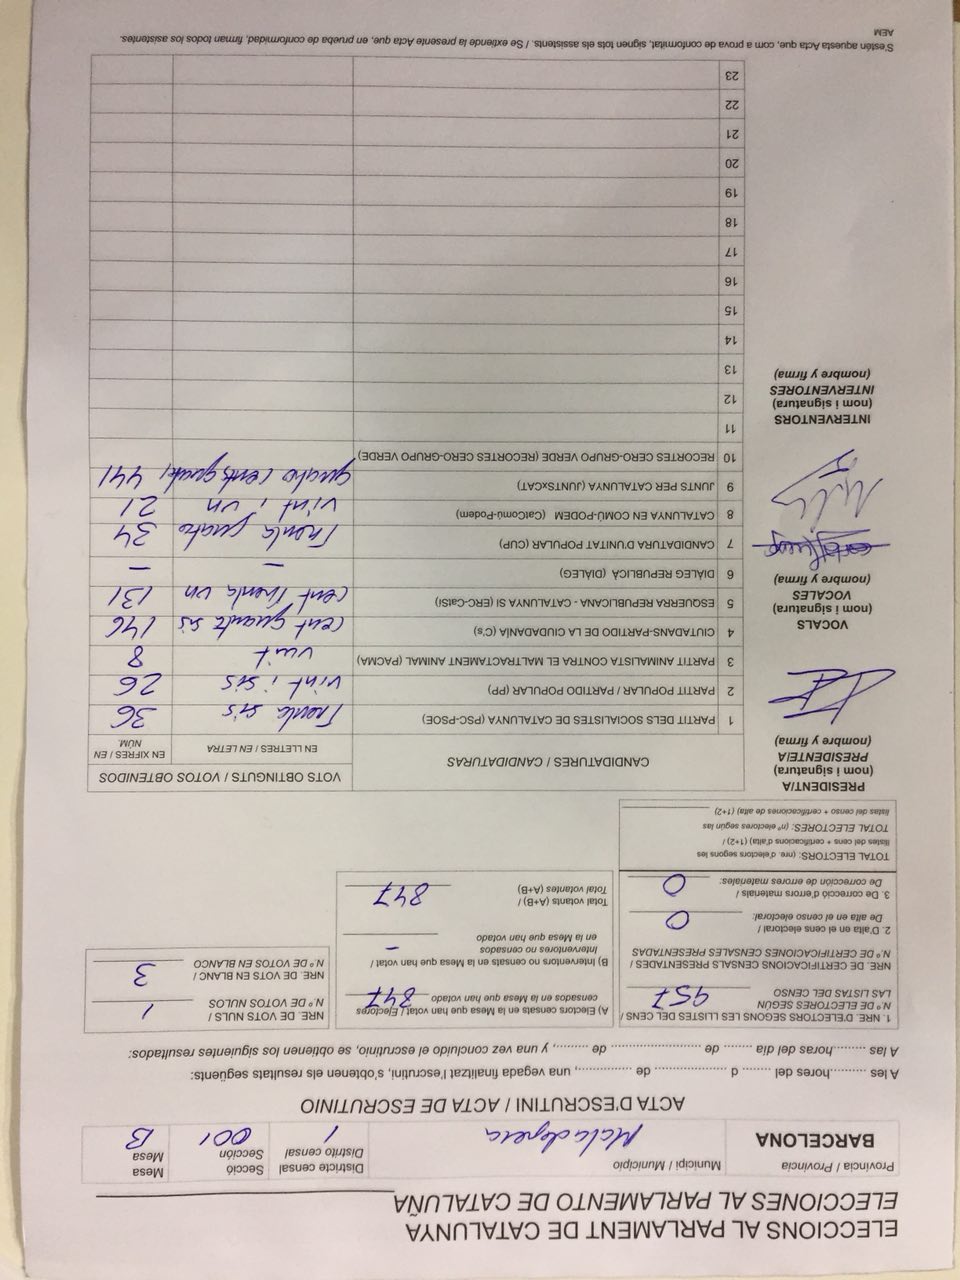 ELECCIONS AL PARLAMENT DE CATALUNYA
ELECCIONES AL PARLAMENTO DE CATALUÑA
Província / Provincia
BARCELONA
Municipi / Municipio
Matadepera
Districte censal
Distrito censal
1
Secció
Sección
001
Mesa
Mesa
B
ACTA D'ESCRUTINI / ACTA DE ESCRUTINIO
A les .........hores del ....... d .................. de ............., una vegada finalitzat l'escrutini, s'obtenen els resultats següents:
A las .........horas del día ........ de ...................... de ........., y una vez concluido el escrutinio, se obtienen los siguientes resultados:
1. NRE. D'ELECTORS SEGONS LES LLISTES DEL CENS /
N.º DE ELECTORES SEGÚN
LAS LISTAS DEL CENSO 957
NRE. DE CERTIFICACIONS CENSALS PRESENTADES /
N.º DE CERTIFICACIONES CENSALES PRESENTADAS
2. D'alta en el cens electoral /
De alta en el censo electoral: 0
3. De correcció d'errors materials /
De corrección de errores materiales: 0
TOTAL ELECTORS: (nre. d'electors segons les
llistes del cens + certificacions d'alta) (1+2) /
TOTAL ELECTORES: (nº electores según las
listas del censo + certificaciones de alta) (1+2)
A) Electors censats en la Mesa que han votat / Electores
censados en la Mesa que han votado 847
B) Interventors no censats en la Mesa que han votat /
Interventores no censados
en la Mesa que han votado –
Total votants (A+B) /
Total votantes (A+B) 847
NRE. DE VOTS NULS /
N.º DE VOTOS NULOS 1
NRE. DE VOTS EN BLANC /
N.º DE VOTOS EN BLANCO 3
PRESIDENT/A
(nom i signatura)
PRESIDENTE/A
(nombre y firma)
VOCALS
(nom i signatura)
VOCALES
(nombre y firma)
INTERVENTORS
(nom i signatura)
INTERVENTORES
(nombre y firma)
CANDIDATURES / CANDIDATURAS
VOTS OBTINGUTS / VOTOS OBTENIDOS
EN LLETRES / EN LETRA
EN XIFRES / EN
NÚM.
1 PARTIT DELS SOCIALISTES DE CATALUNYA (PSC-PSOE) Trenta sis 36
2 PARTIT POPULAR / PARTIDO POPULAR (PP) vint i sis 26
3 PARTIT ANIMALISTA CONTRA EL MALTRACTAMENT ANIMAL (PACMA) vuit 8
4 CIUTADANS-PARTIDO DE LA CIUDADANÍA (C's) cent quaranta sis 146
5 ESQUERRA REPUBLICANA - CATALUNYA SI (ERC-CatSí) cent trenta un 131
6 DIÀLEG REPUBLICÀ (DIÀLEG) – –
7 CANDIDATURA D'UNITAT POPULAR (CUP) Trenta quatre 34
8 CATALUNYA EN COMÚ-PODEM (CatComú-Podem) vint i un 21
9 JUNTS PER CATALUNYA (JUNTSxCAT) quatre cents 441
10 RECORTES CERO-GRUPO VERDE (RECORTES CERO-GRUPO VERDE)
11
12
13
14
15
16
17
18
19
20
21
22
23
S'estén aquesta Acta que, com a prova de conformitat, signen tots els assistents. / Se extiende la presente Acta que, en prueba de conformidad, firman todos los asistentes.
AEM